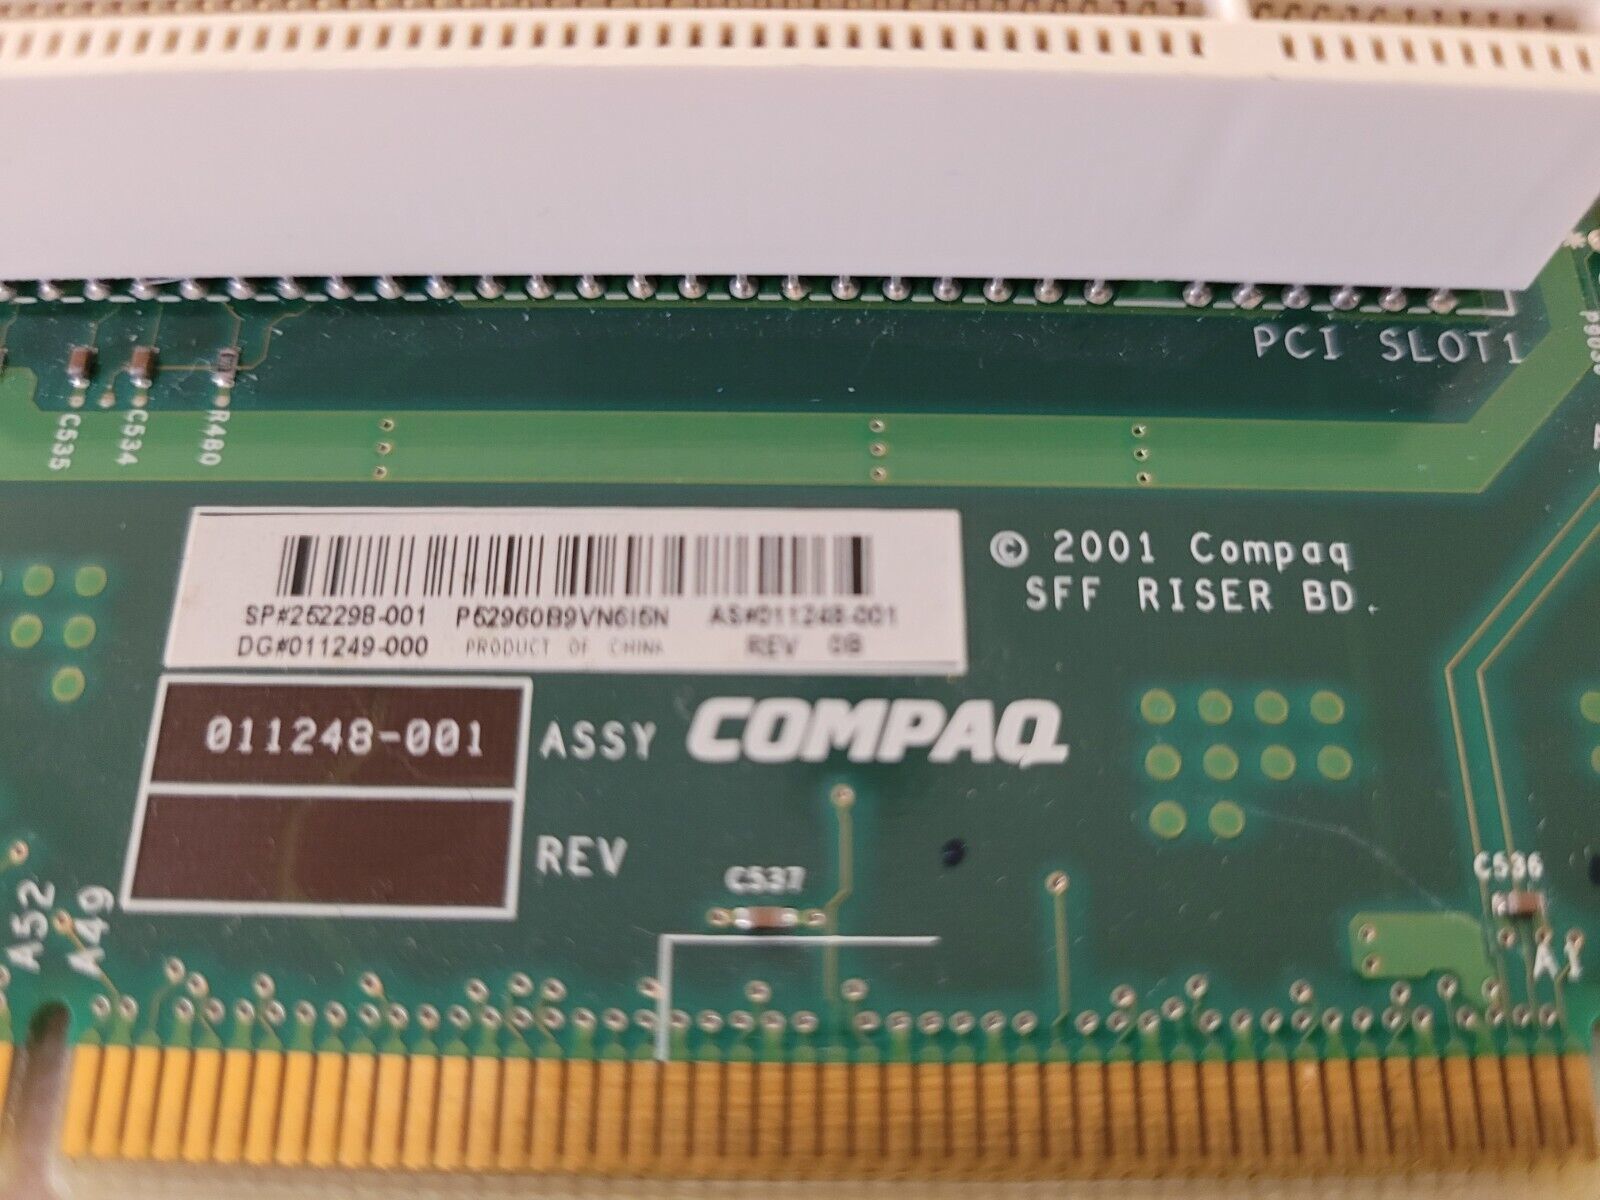 PCI SLOT1
C535
C534
R480
© 2001 Compaq
SFF RISER BD.
SP#252298-001 P52960B9VN6I5N AS#011248-001
DG#011249-000 PRODUCT OF CHINA REV 0B
011248-001 ASSY COMPAQ
REV
C537
C536
A52
A49
A1